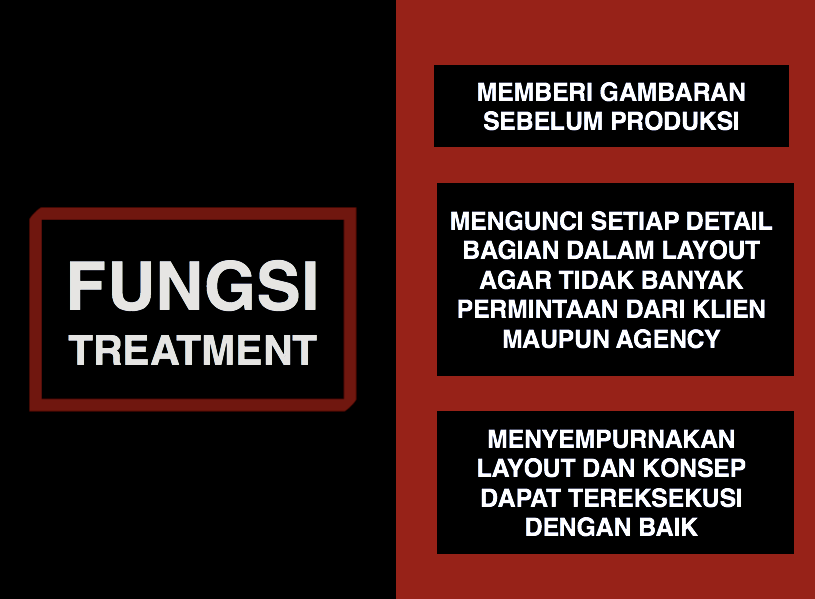 FUNGSI
TREATMENT
MEMBERI GAMBARAN
SEBELUM PRODUKSI
MENGUNCI SETIAP DETAIL
BAGIAN DALAM LAYOUT
AGAR TIDAK BANYAK
PERMINTAAN DARI KLIEN
MAUPUN AGENCY
MENYEMPURNAKAN
LAYOUT DAN KONSEP
DAPAT TEREKSEKUSI
DENGAN BAIK